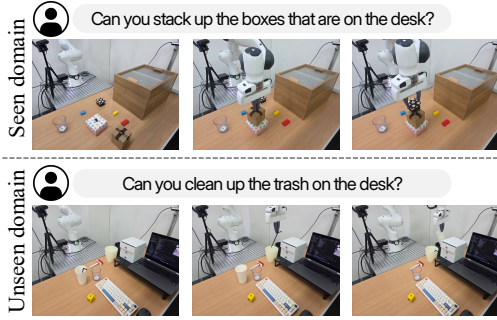 Seen domain
Can you stack up the boxes that are on the desk?
Unseen domain
Can you clean up the trash on the desk?